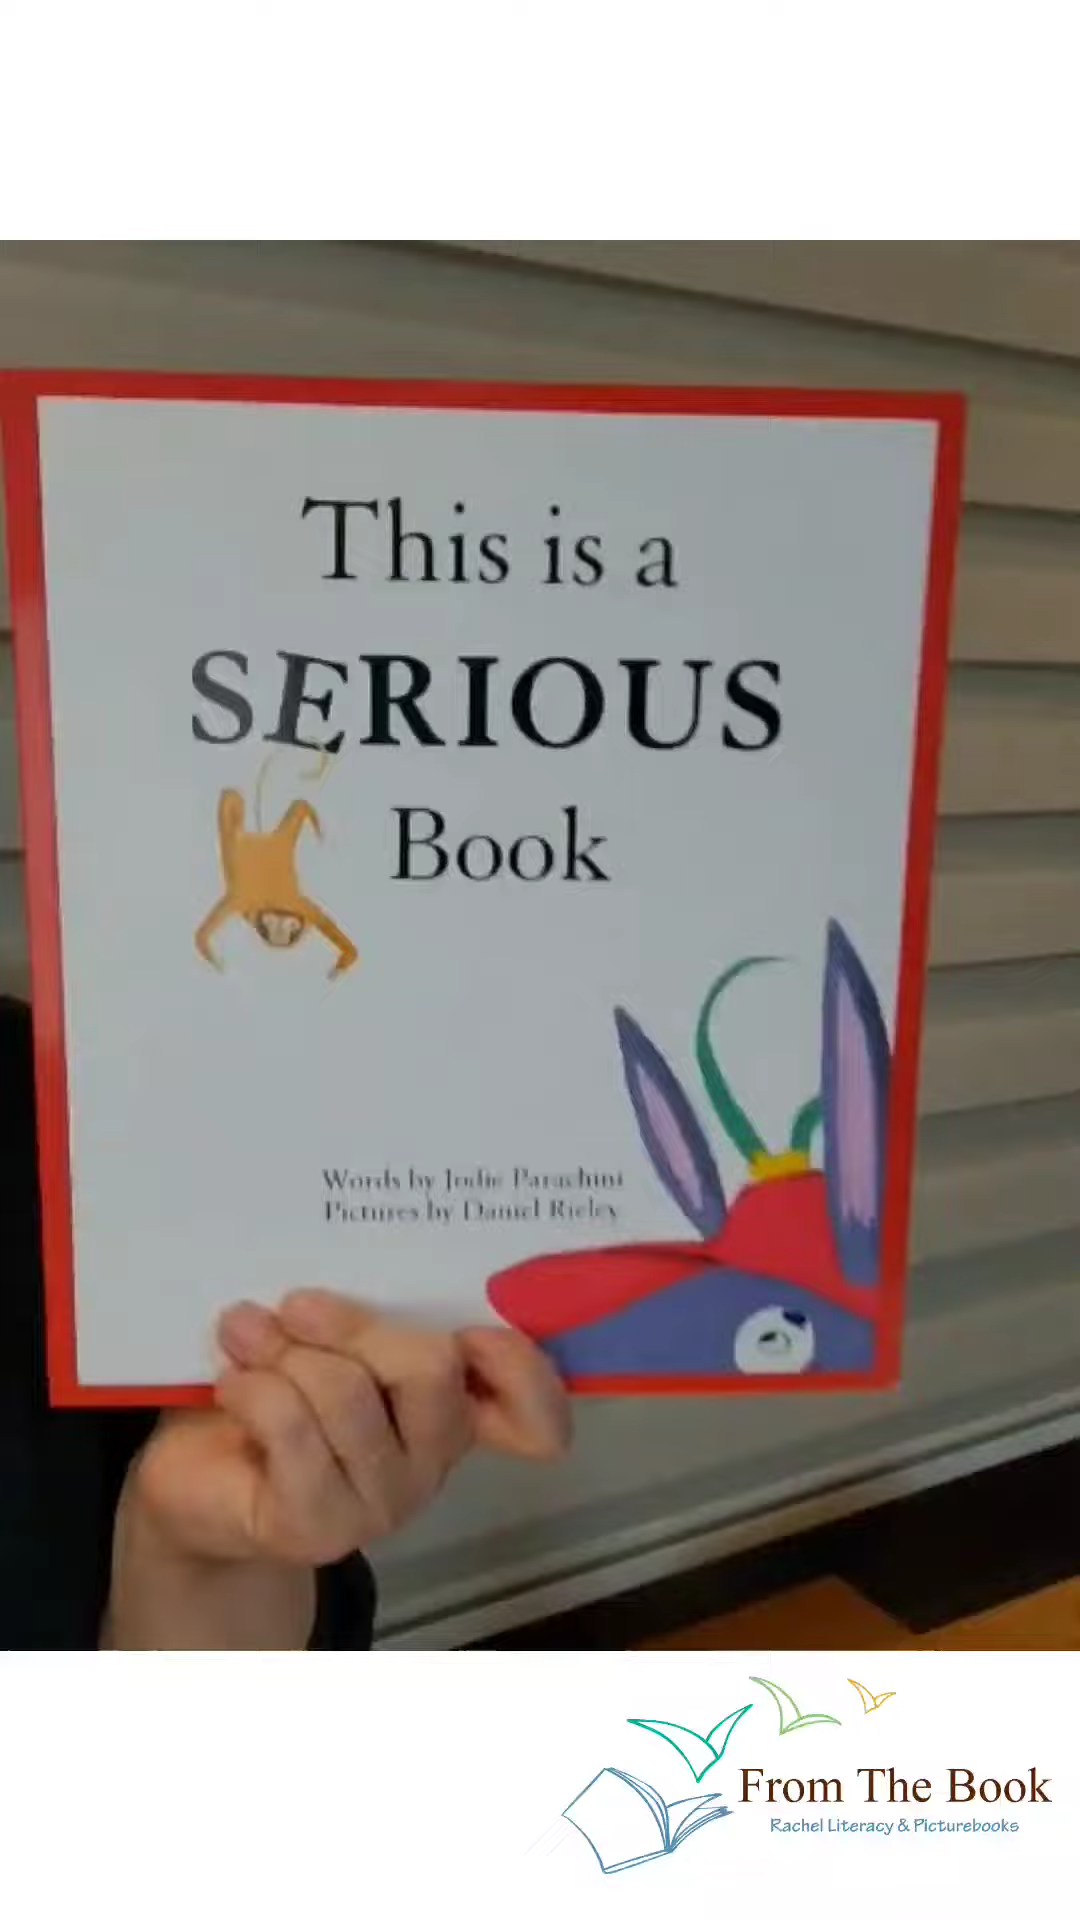 This is a
SERIOUS
Book
Words by Jodie Parachini
Pictures by Daniel Rieley
From The Book
Rachel Literacy & Picturebooks